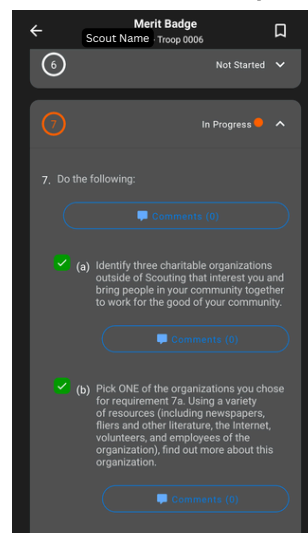 Merit Badge
Scout Name · Troop 0006
6 Not Started
7 In Progress
7. Do the following:
Comments (0)
(a) Identify three charitable organizations
outside of Scouting that interest you and
bring people in your community together
to work for the good of your community.
Comments (0)
(b) Pick ONE of the organizations you chose
for requirement 7a. Using a variety
of resources (including newspapers,
fliers and other literature, the Internet,
volunteers, and employees of the
organization), find out more about this
organization.
Comments (0)